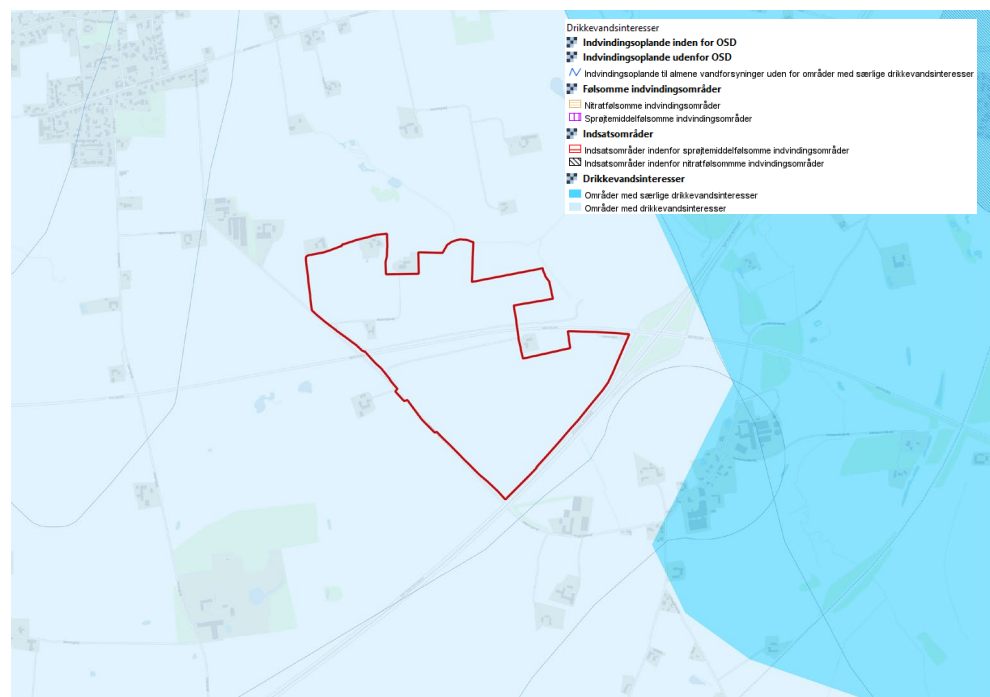 Drikkevandsinteresser
Indvindingsoplande inden for OSD
Indvindingsoplande udenfor OSD
Indvindingsoplande til almene vandforsyninger uden for områder med særlige drikkevandsinteresser
Følsomme indvindingsområder
Nitratfølsomme indvindingsområder
Sprøjtemiddelfølsomme indvindingsområder
Indsatsområder
Indsatsområder indenfor sprøjtemiddelfølsomme indvindingsområder
Indsatsområder indenfor nitratfølsommme indvindingsområder
Drikkevandsinteresser
Områder med særlige drikkevandsinteresser
Områder med drikkevandsinteresser